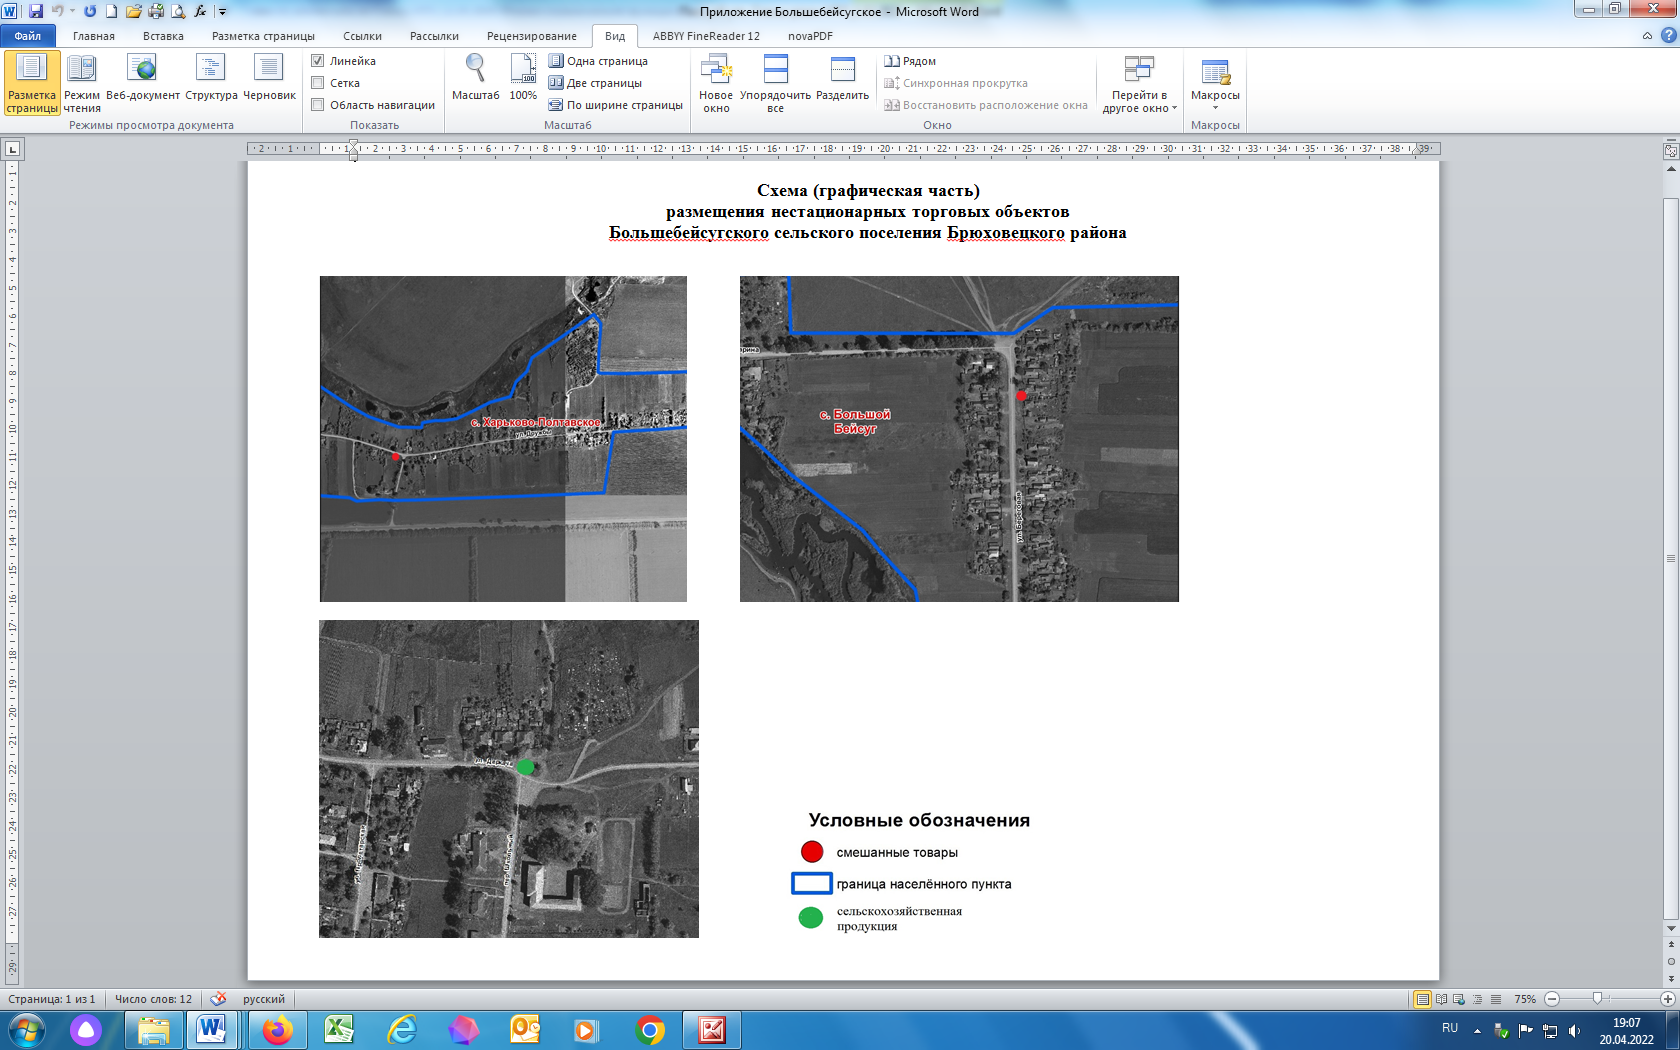 Приложение Большебейсугское - Microsoft Word
Файл Главная Вставка Разметка страницы Ссылки Рассылки Рецензирование Вид ABBYY FineReader 12 novaPDF
Разметка страницы
Режим чтения
Веб-документ
Структура
Черновик
Режимы просмотра документа
Линейка
Сетка
Область навигации
Показать
Масштаб
100%
Одна страница
Две страницы
По ширине страницы
Масштаб
Новое окно
Упорядочить все
Разделить
Рядом
Синхронная прокрутка
Восстановить расположение окна
Окно
Перейти в другое окно
Макросы
Макросы
Схема (графическая часть)
размещения нестационарных торговых объектов
Большебейсугского сельского поселения Брюховецкого района
с. Харьково-Полтавское
ул. Дружбы
с. Большой
Бейсуг
ул. Береговая
Условные обозначения
смешанные товары
граница населённого пункта
сельскохозяйственная
продукция
Страница: 1 из 1 Число слов: 12 русский 75%
RU 19:07
20.04.2022